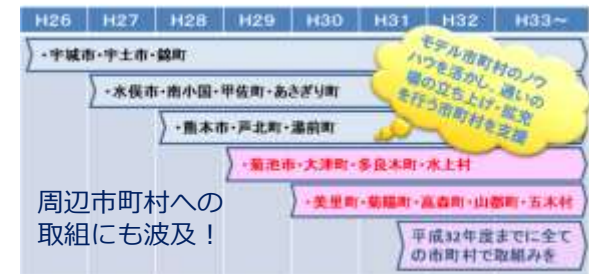 H26 H27 H28 H29 H30 H31 H32 H33~
・宇城市・宇土市・錦町
モデル市町村のノウ
ハウを活かし、通いの
場の立ち上げ・拡充
を行う市町村を支援
・水俣市・南小国・甲佐町・あさぎり町
・熊本市・芦北町・湯前町
・菊池市・大津町・多良木町・水上村
・美里町・菊陽町・高森町・山都町・五木村
周辺市町村への
取組にも波及！
平成32年度までに全て
の市町村で取組みを